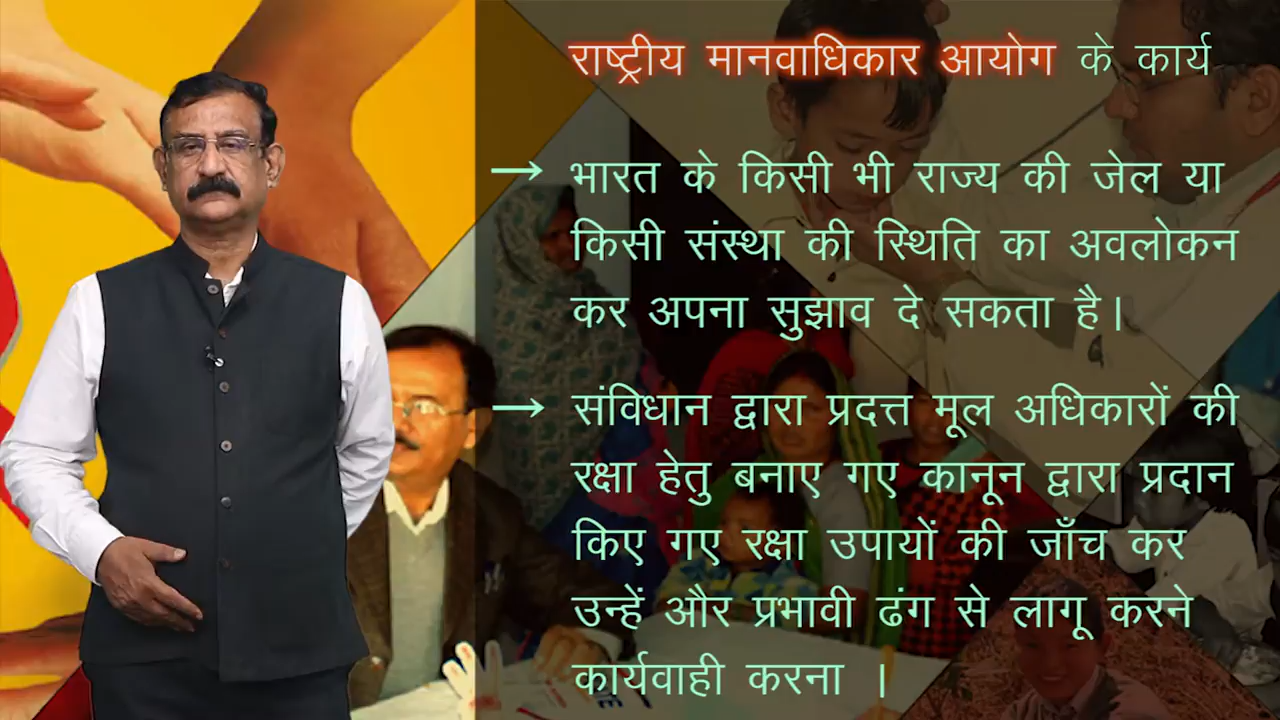 राष्ट्रीय मानवाधिकार आयोग के कार्य
→ भारत के किसी भी राज्य की जेल या
किसी संस्था की स्थिति का अवलोकन
कर अपना सुझाव दे सकता है।
→ संविधान द्वारा प्रदत्त मूल अधिकारों की
रक्षा हेतु बनाए गए कानून द्वारा प्रदान
किए गए रक्षा उपायों की जाँच कर
उन्हें और प्रभावी ढंग से लागू करने
कार्यवाही करना ।